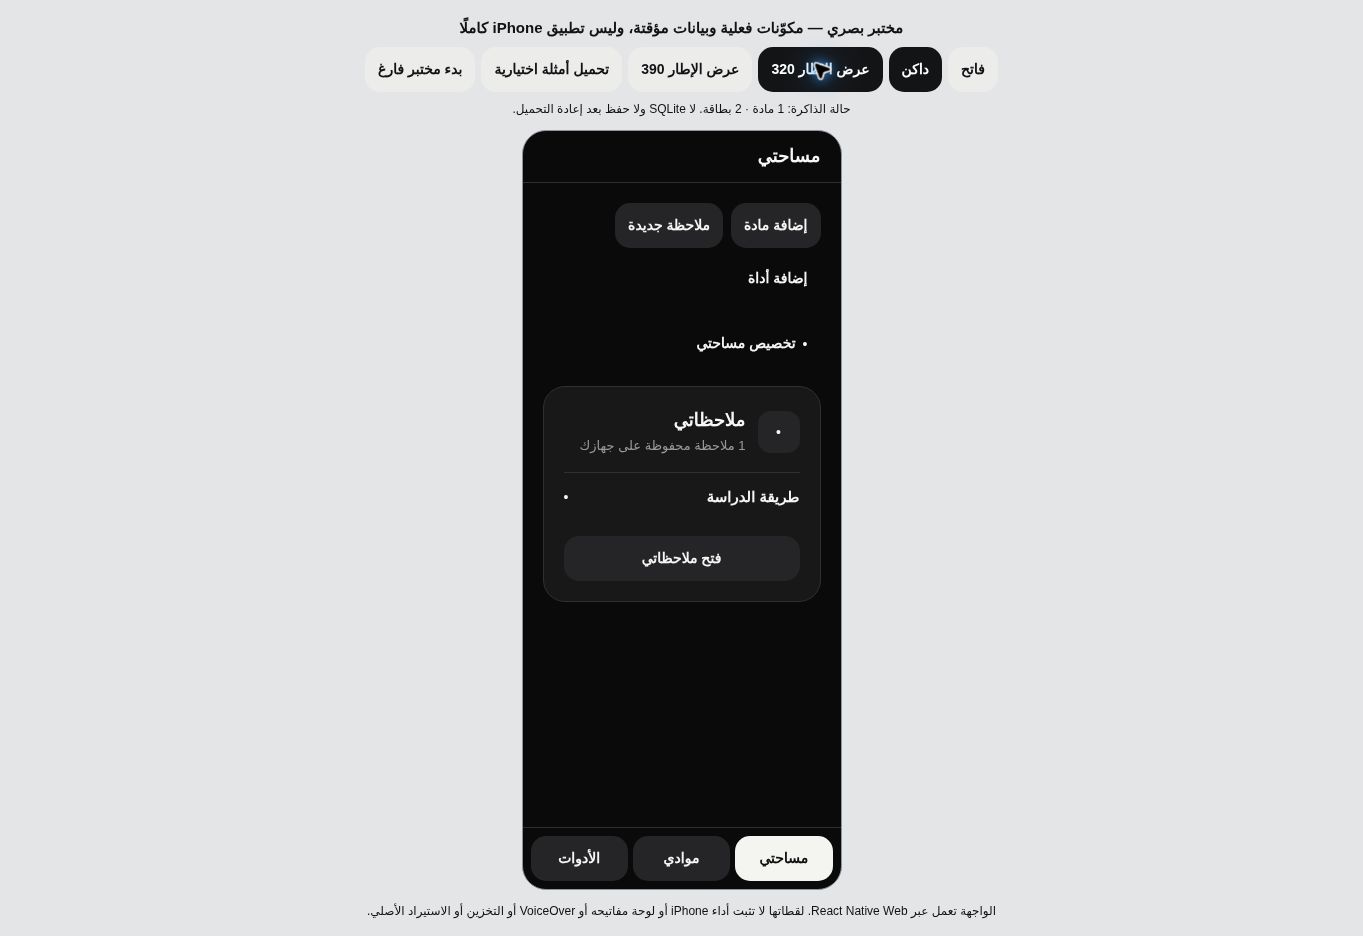 مختبر بصري — مكوّنات فعلية وبيانات مؤقتة، وليس تطبيق iPhone كاملًا
فاتح
داكن
عرض الإطار 320
عرض الإطار 390
تحميل أمثلة اختيارية
بدء مختبر فارغ
حالة الذاكرة: 1 مادة · 2 بطاقة. لا SQLite ولا حفظ بعد إعادة التحميل.
مساحتي
إضافة مادة
ملاحظة جديدة
إضافة أداة
• تخصيص مساحتي
•
ملاحظاتي
1 ملاحظة محفوظة على جهازك
طريقة الدراسة •
فتح ملاحظاتي
مساحتي
موادي
الأدوات
الواجهة تعمل عبر React Native Web. لقطاتها لا تثبت أداء iPhone أو لوحة مفاتيحه أو VoiceOver أو التخزين أو الاستيراد الأصلي.